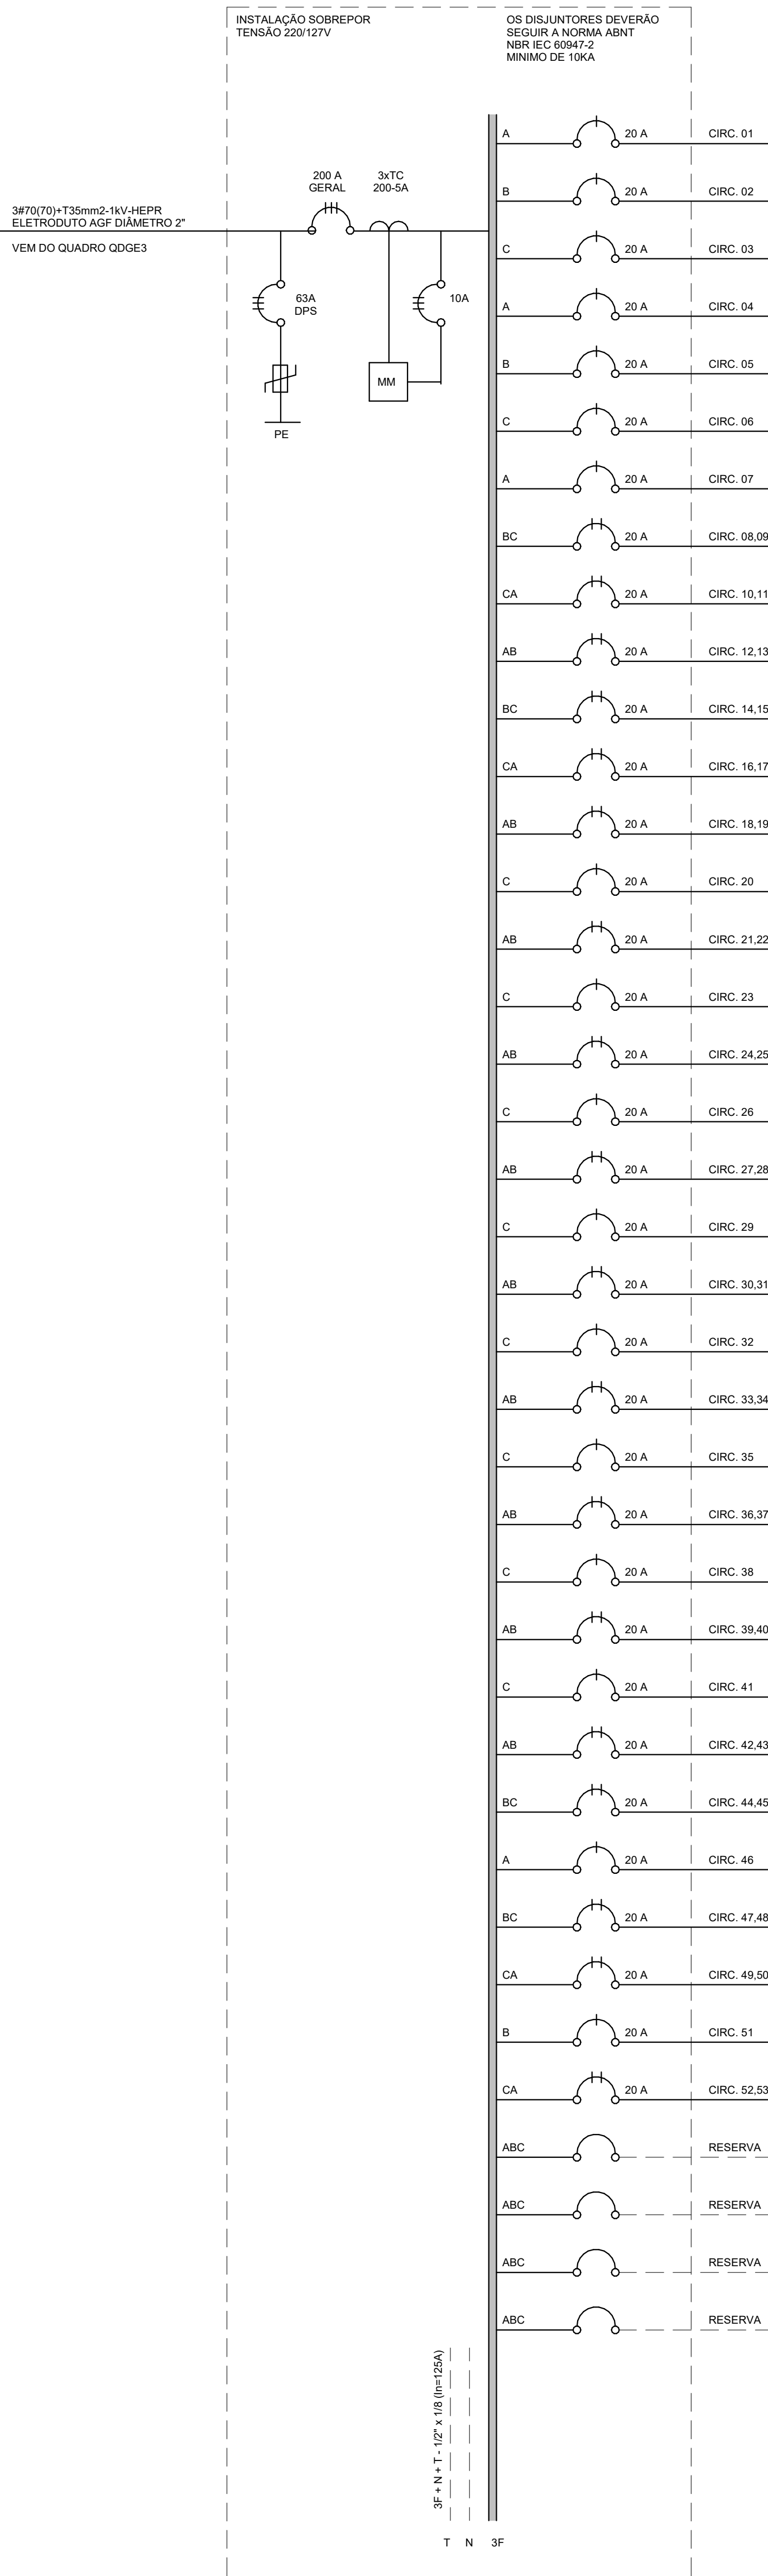 INSTALAÇÃO SOBREPOR
TENSÃO 220/127V
OS DISJUNTORES DEVERÃO
SEGUIR A NORMA ABNT
NBR IEC 60947-2
MINIMO DE 10KA
3#70(70)+T35mm2-1kV-HEPR
ELETRODUTO AGF DIÂMETRO 2"
VEM DO QUADRO QDGE3
200 A
GERAL
3xTC
200-5A
63A
DPS
10A
MM
PE
A 20 A CIRC. 01
B 20 A CIRC. 02
C 20 A CIRC. 03
A 20 A CIRC. 04
B 20 A CIRC. 05
C 20 A CIRC. 06
A 20 A CIRC. 07
BC 20 A CIRC. 08,09
CA 20 A CIRC. 10,11
AB 20 A CIRC. 12,13
BC 20 A CIRC. 14,15
CA 20 A CIRC. 16,17
AB 20 A CIRC. 18,19
C 20 A CIRC. 20
AB 20 A CIRC. 21,22
C 20 A CIRC. 23
AB 20 A CIRC. 24,25
C 20 A CIRC. 26
AB 20 A CIRC. 27,28
C 20 A CIRC. 29
AB 20 A CIRC. 30,31
C 20 A CIRC. 32
AB 20 A CIRC. 33,34
C 20 A CIRC. 35
AB 20 A CIRC. 36,37
C 20 A CIRC. 38
AB 20 A CIRC. 39,40
C 20 A CIRC. 41
AB 20 A CIRC. 42,43
BC 20 A CIRC. 44,45
A 20 A CIRC. 46
BC 20 A CIRC. 47,48
CA 20 A CIRC. 49,50
B 20 A CIRC. 51
CA 20 A CIRC. 52,53
ABC RESERVA
ABC RESERVA
ABC RESERVA
ABC RESERVA
3F + N + T - 1/2" x 1/8 (In=125A)
T N 3F